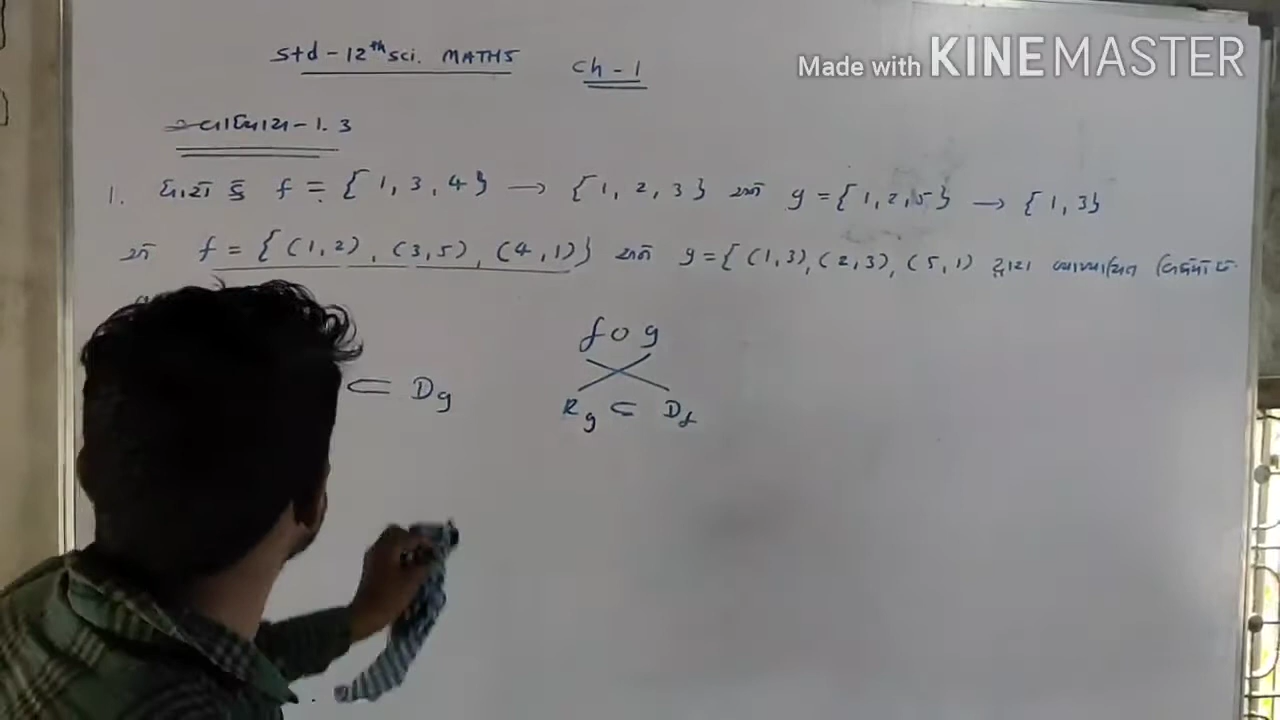 Made with KINEMASTER
Std - 12th sci. MATHS Ch - 1
સ્વાધ્યાય - 1.3
1. ધારો કે f = { 1, 3, 4 } → { 1, 2, 3 } અને g = { 1, 2, 5 } → { 1, 3 }
અને f = { (1, 2), (3, 5), (4, 1) } અને g = { (1, 3), (2, 3), (5, 1) દ્વારા વ્યાખ્યાયિત
f o g
⊂ Dg Rg ⊂ Df